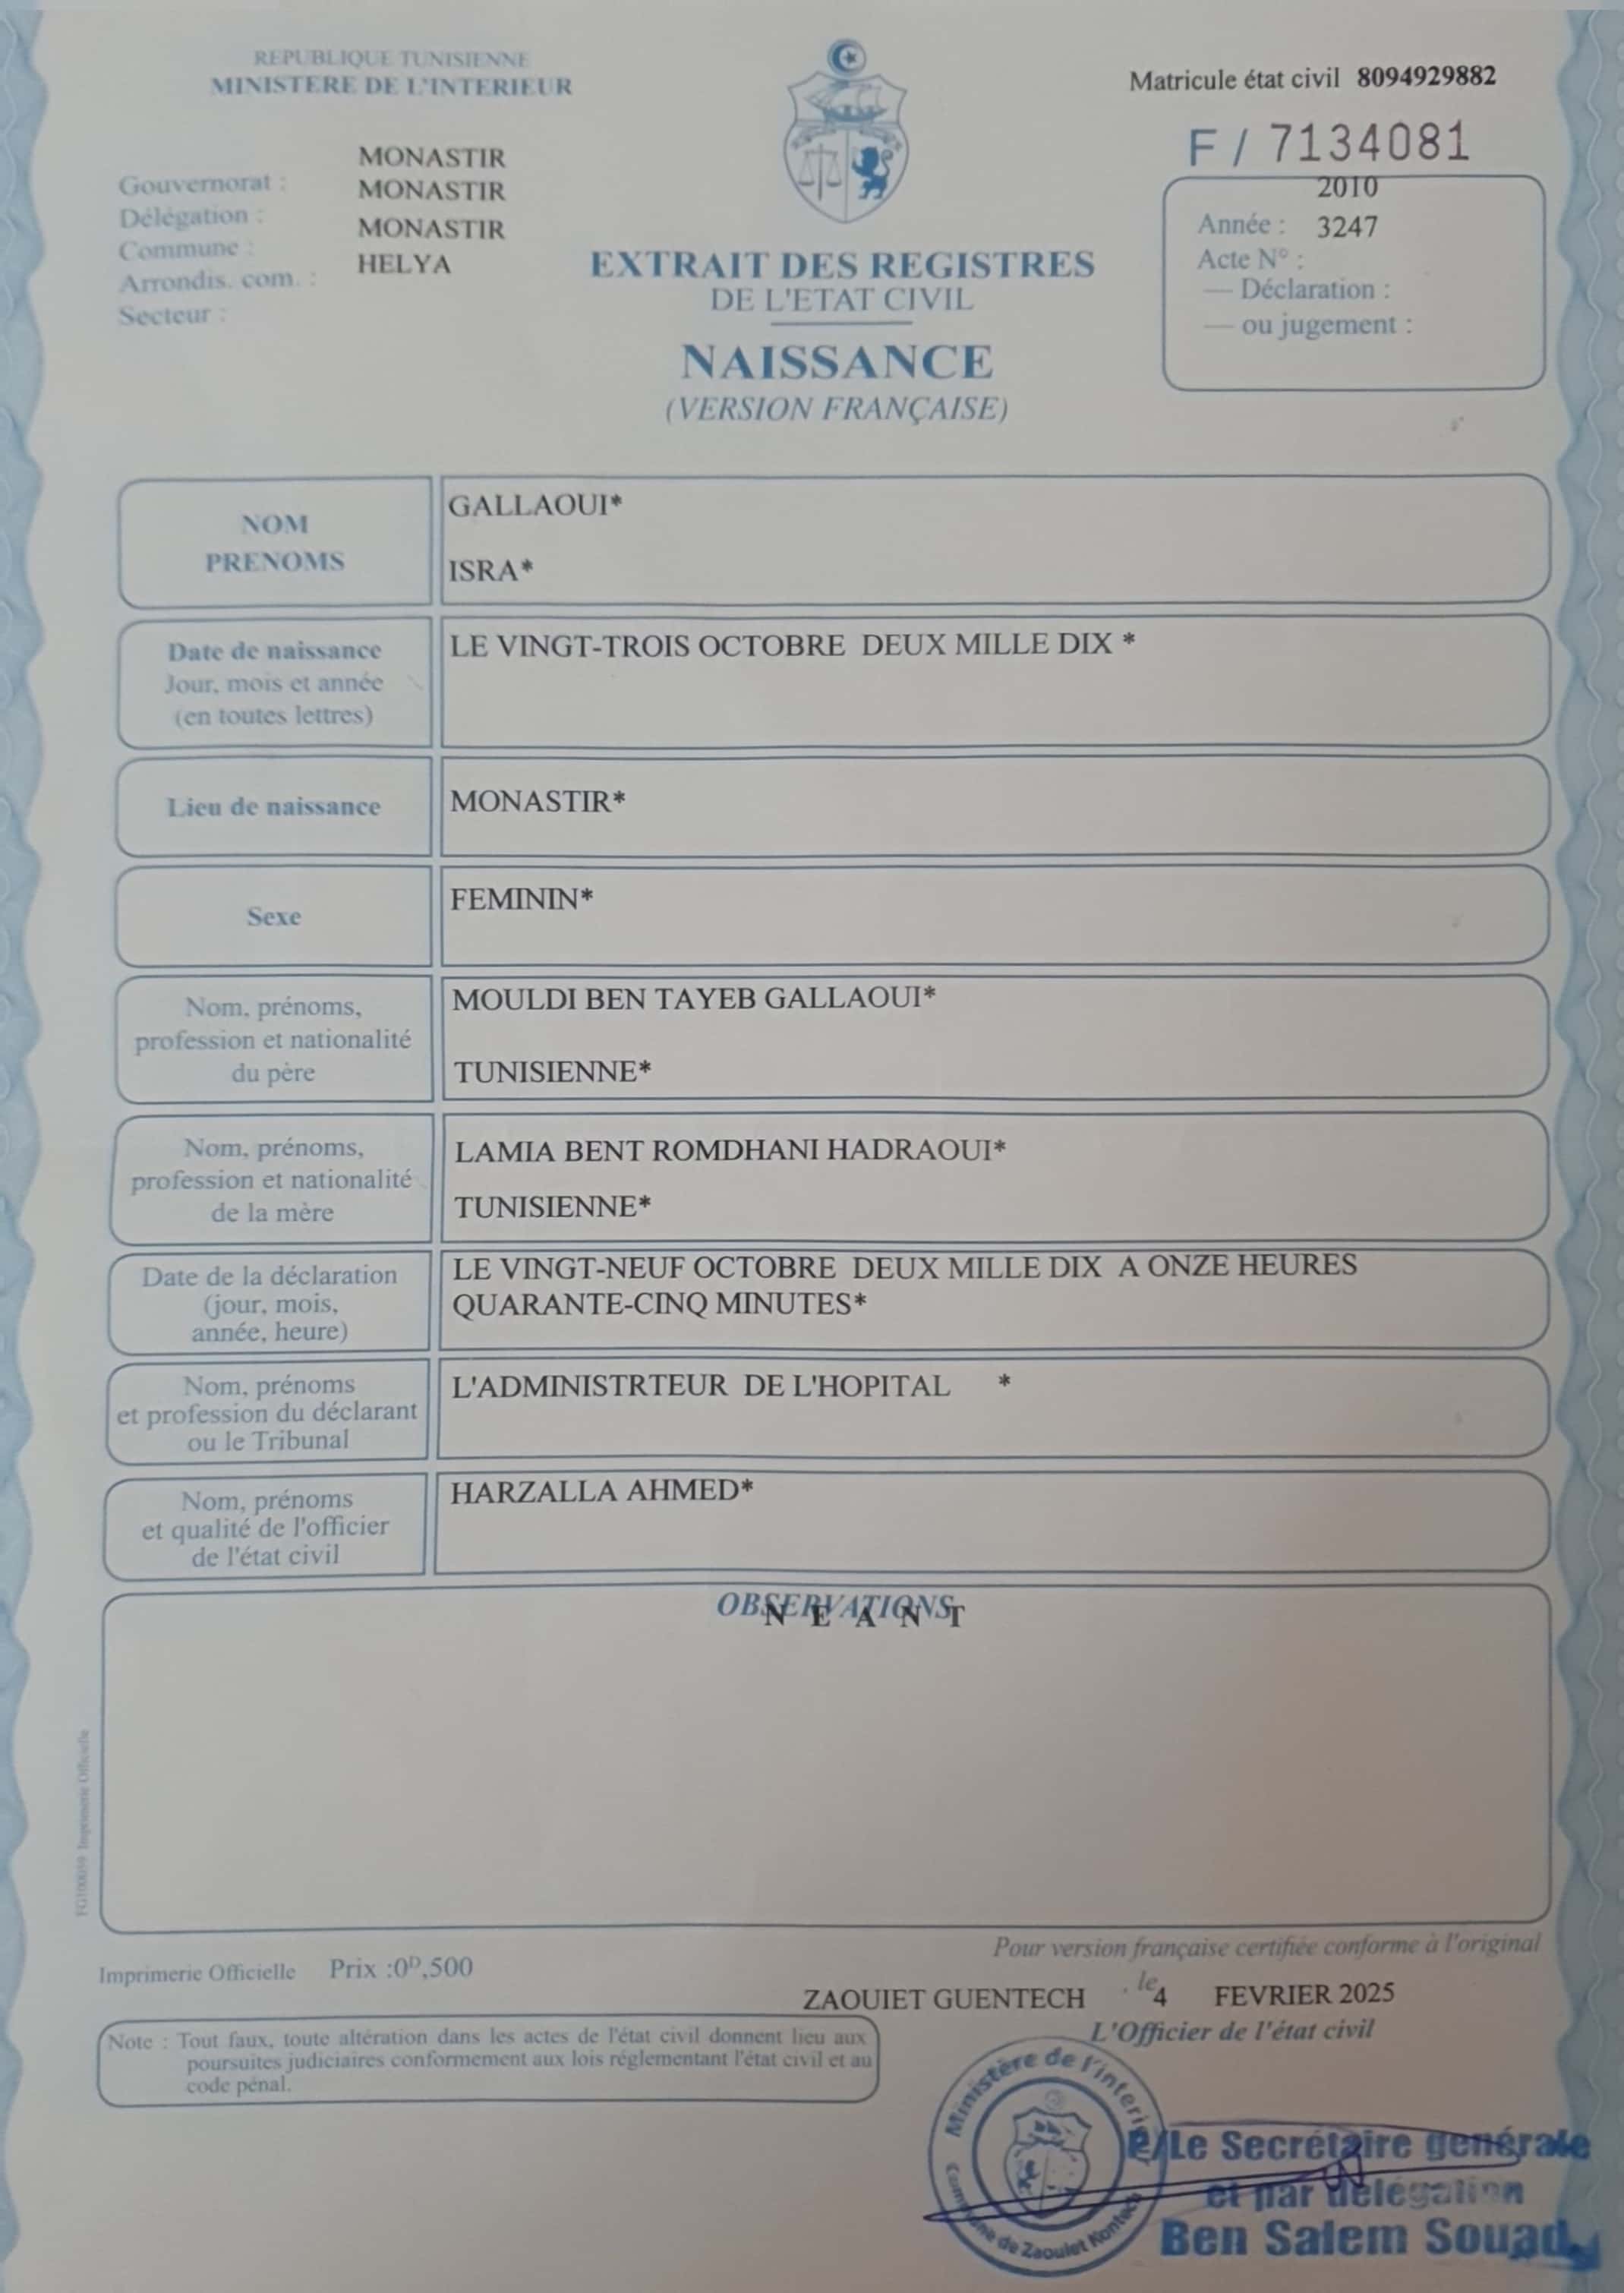 REPUBLIQUE TUNISIENNE
MINISTERE DE L'INTERIEUR
Matricule état civil 8094929882
F / 7134081
Gouvernorat : MONASTIR
Délégation : MONASTIR
Commune : MONASTIR
Arrondis. com. : HELYA
Secteur :
2010
Année : 3247
Acte N° :
— Déclaration :
— ou jugement :
EXTRAIT DES REGISTRES
DE L'ETAT CIVIL
NAISSANCE
(VERSION FRANÇAISE)
NOM
PRENOMS
GALLAOUI*
ISRA*
Date de naissance
Jour, mois et année
(en toutes lettres)
LE VINGT-TROIS OCTOBRE DEUX MILLE DIX *
Lieu de naissance
MONASTIR*
Sexe
FEMININ*
Nom, prénoms,
profession et nationalité
du père
MOULDI BEN TAYEB GALLAOUI*
TUNISIENNE*
Nom, prénoms,
profession et nationalité
de la mère
LAMIA BENT ROMDHANI HADRAOUI*
TUNISIENNE*
Date de la déclaration
(jour, mois,
année, heure)
LE VINGT-NEUF OCTOBRE DEUX MILLE DIX A ONZE HEURES
QUARANTE-CINQ MINUTES*
Nom, prénoms
et profession du déclarant
ou le Tribunal
L'ADMINISTRTEUR DE L'HOPITAL *
Nom, prénoms
et qualité de l'officier
de l'état civil
HARZALLA AHMED*
OBSERVATIONS
N E A N T
Imprimerie Officielle
Imprimerie Officielle Prix :0ᴰ,500
Pour version française certifiée conforme à l'original
ZAOUIET GUENTECH le 4 FEVRIER 2025
L'Officier de l'état civil
Note : Tout faux, toute altération dans les actes de l'état civil donnent lieu aux
poursuites judiciaires conformement aux lois réglementant l'état civil et au
code pénal.
Ministère de l'interi
Commune de Zaouiet Kontech
P/Le Secrétaire genérale
et par délégation
Ben Salem Souad